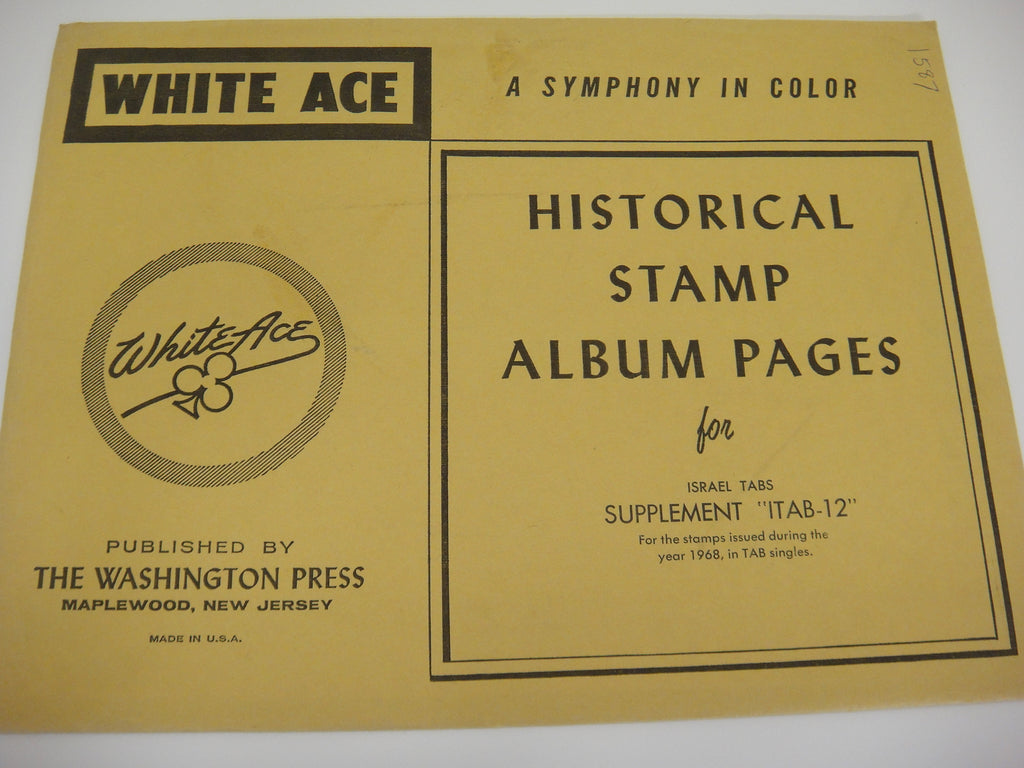 WHITE ACE
A SYMPHONY IN COLOR
1587
HISTORICAL
STAMP
ALBUM PAGES
for
ISRAEL TABS
SUPPLEMENT "ITAB-12"
For the stamps issued during the
year 1968, in TAB singles.
White Ace
PUBLISHED BY
THE WASHINGTON PRESS
MAPLEWOOD, NEW JERSEY
MADE IN U.S.A.